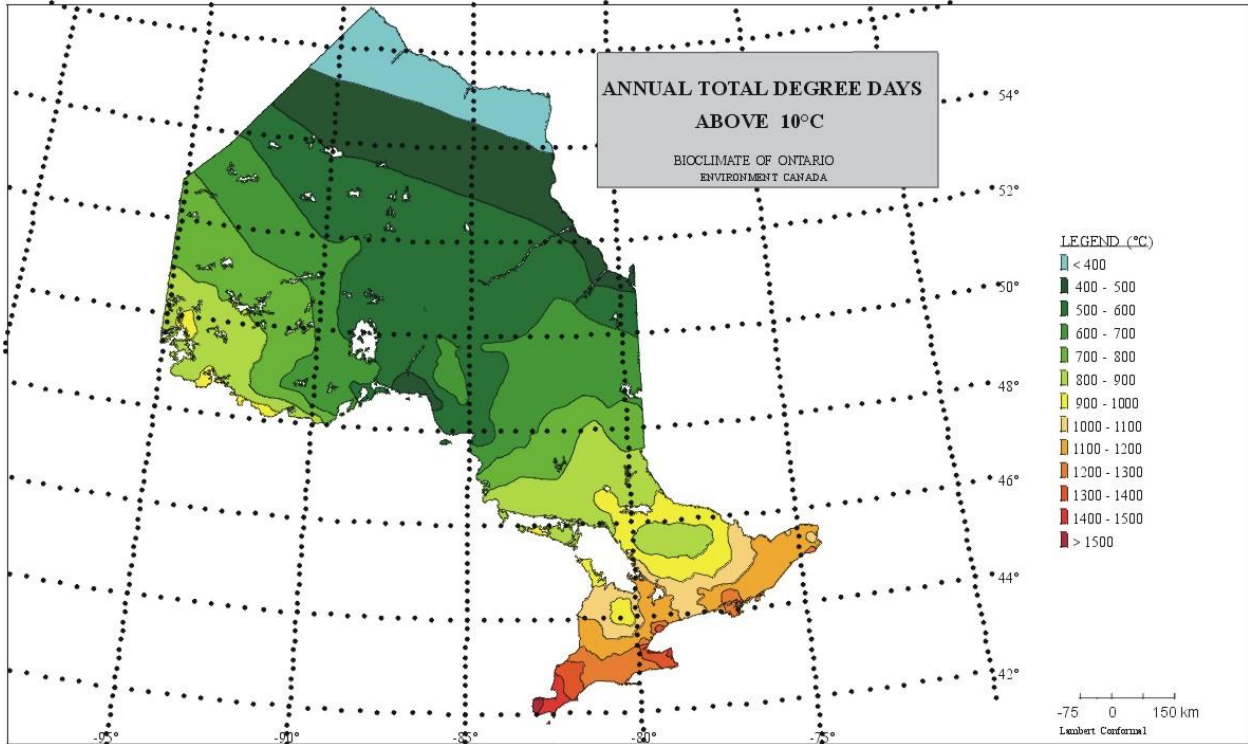 ANNUAL TOTAL DEGREE DAYS
ABOVE 10°C
BIOCLIMATE OF ONTARIO
ENVIRONMENT CANADA
54°
52°
50°
48°
46°
44°
42°
LEGEND (°C)
< 400
400 - 500
500 - 600
600 - 700
700 - 800
800 - 900
900 - 1000
1000 - 1100
1100 - 1200
1200 - 1300
1300 - 1400
1400 - 1500
> 1500
-75 0 150 km
Lambert Conformal
-95° -90° -85° -80° -75°